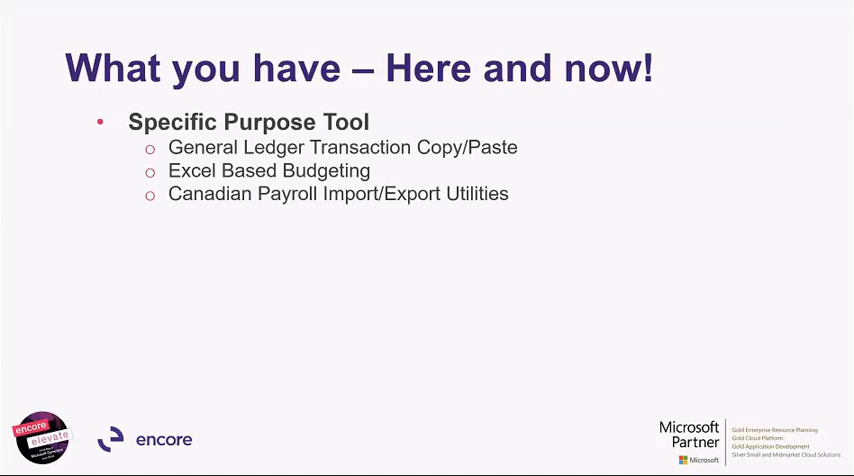 What you have – Here and now!
• Specific Purpose Tool
o General Ledger Transaction Copy/Paste
o Excel Based Budgeting
o Canadian Payroll Import/Export Utilities
encore
elevate
encore
Microsoft
Partner
Microsoft
Gold Enterprise Resource Planning
Gold Cloud Platform
Gold Application Development
Silver Small and Midmarket Cloud Solutions